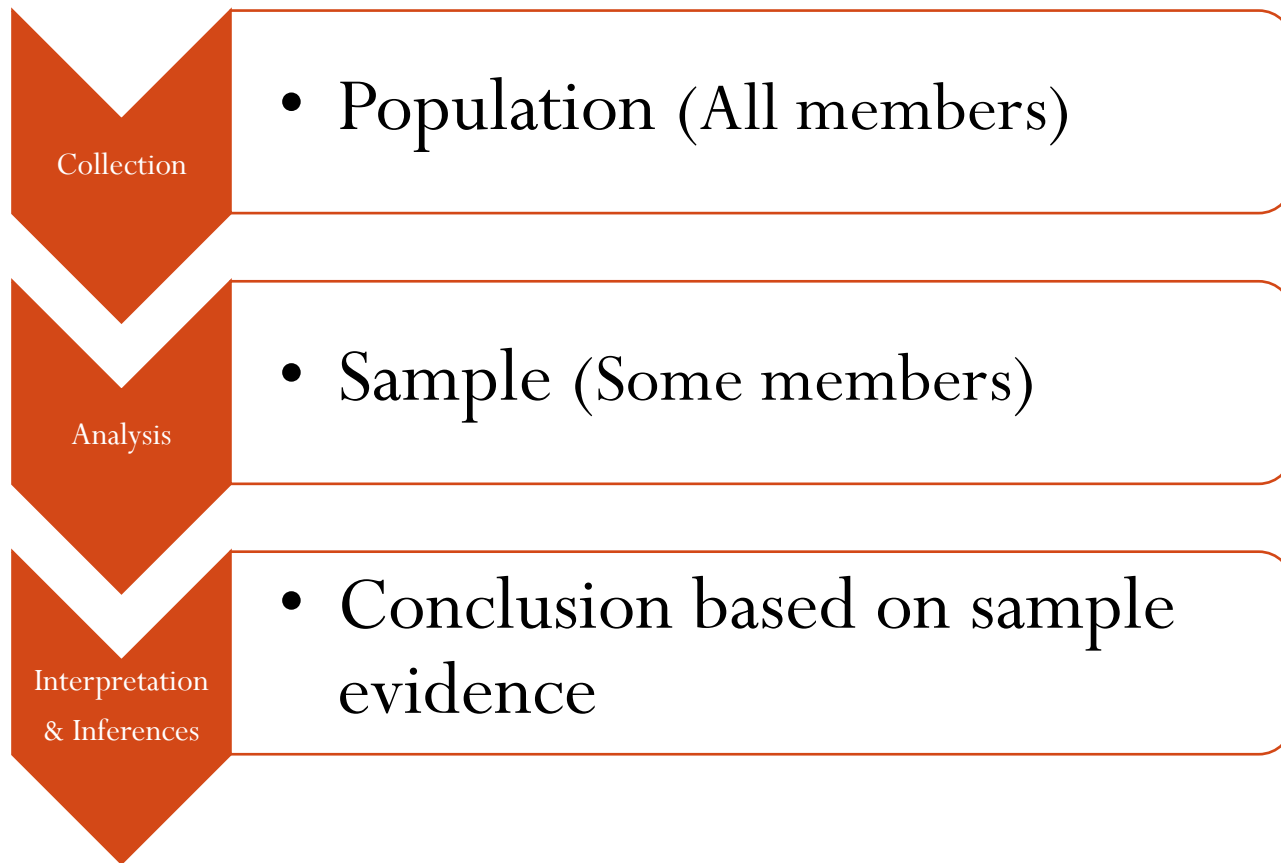 Collection
• Population (All members)
Analysis
• Sample (Some members)
Interpretation
& Inferences
• Conclusion based on sample
evidence